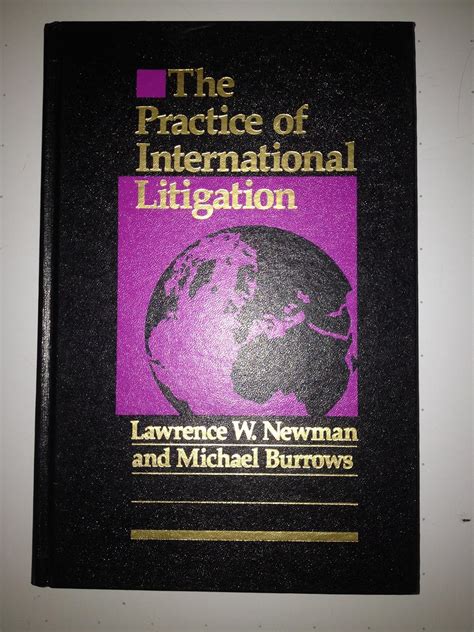 The
Practice of
International
Litigation
Lawrence W. Newman
and Michael Burrows